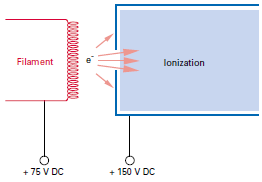 Filament
e⁻
Ionization
+ 75 V DC
+ 150 V DC